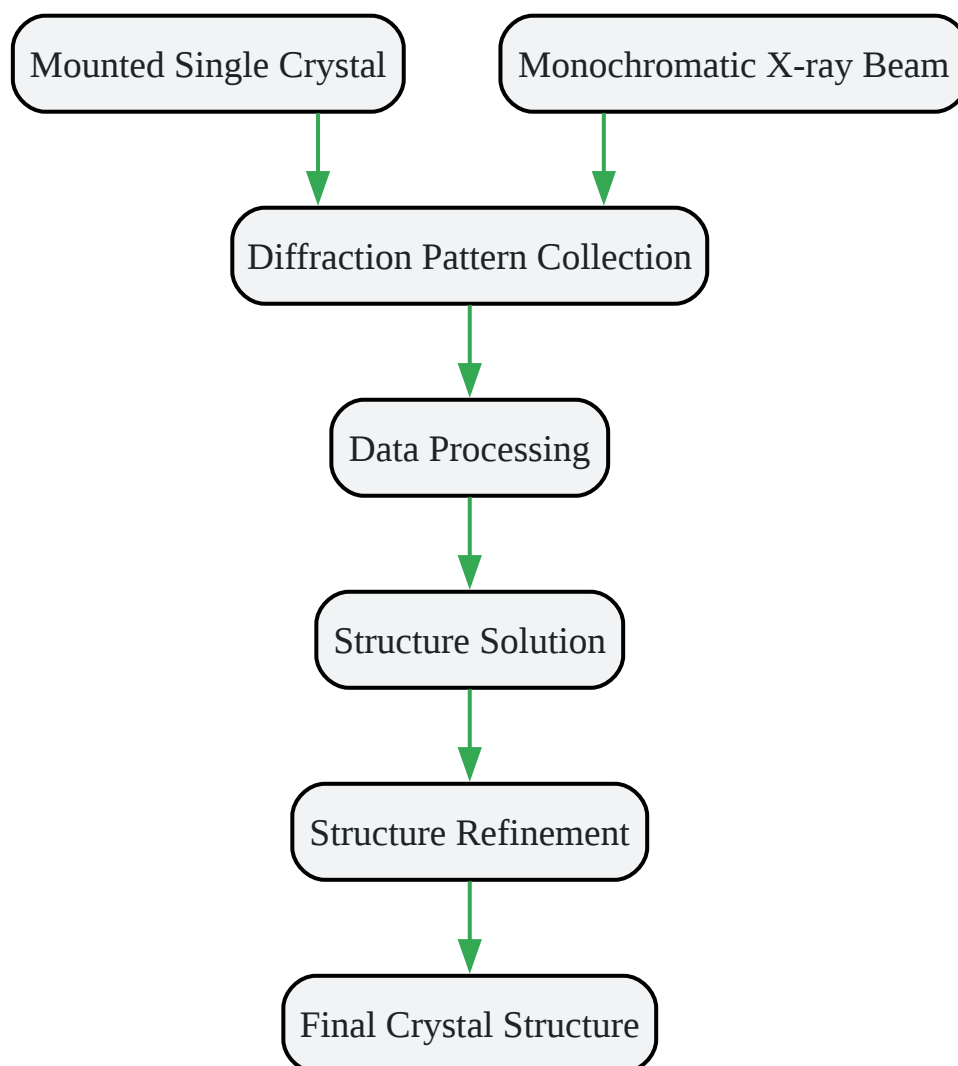 Mounted Single Crystal
Monochromatic X-ray Beam
Diffraction Pattern Collection
Data Processing
Structure Solution
Structure Refinement
Final Crystal Structure